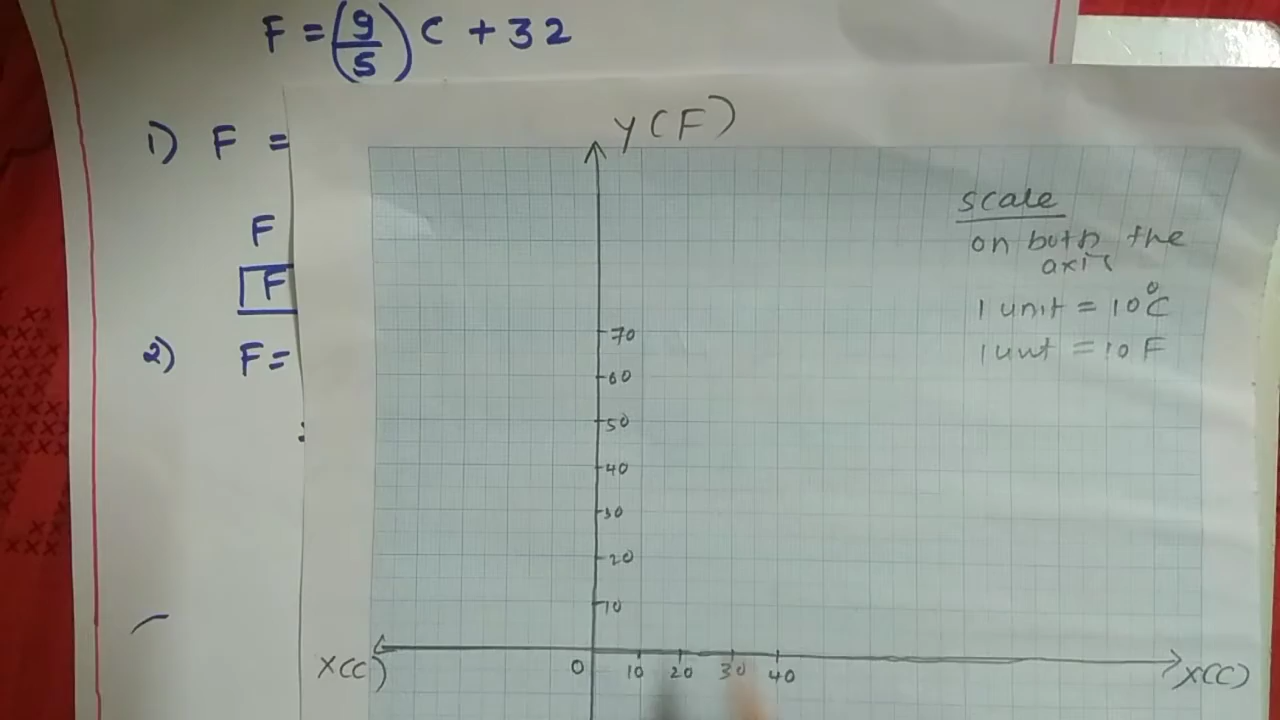 F = (9/5) C + 32
1) F =
F
F
2) F =
:
Y(F)
scale
on both the
axis
1 unit = 10°C
1 unit = 10 F
70
60
50
40
30
20
10
X(C)
0 10 20 30 40
X(C)